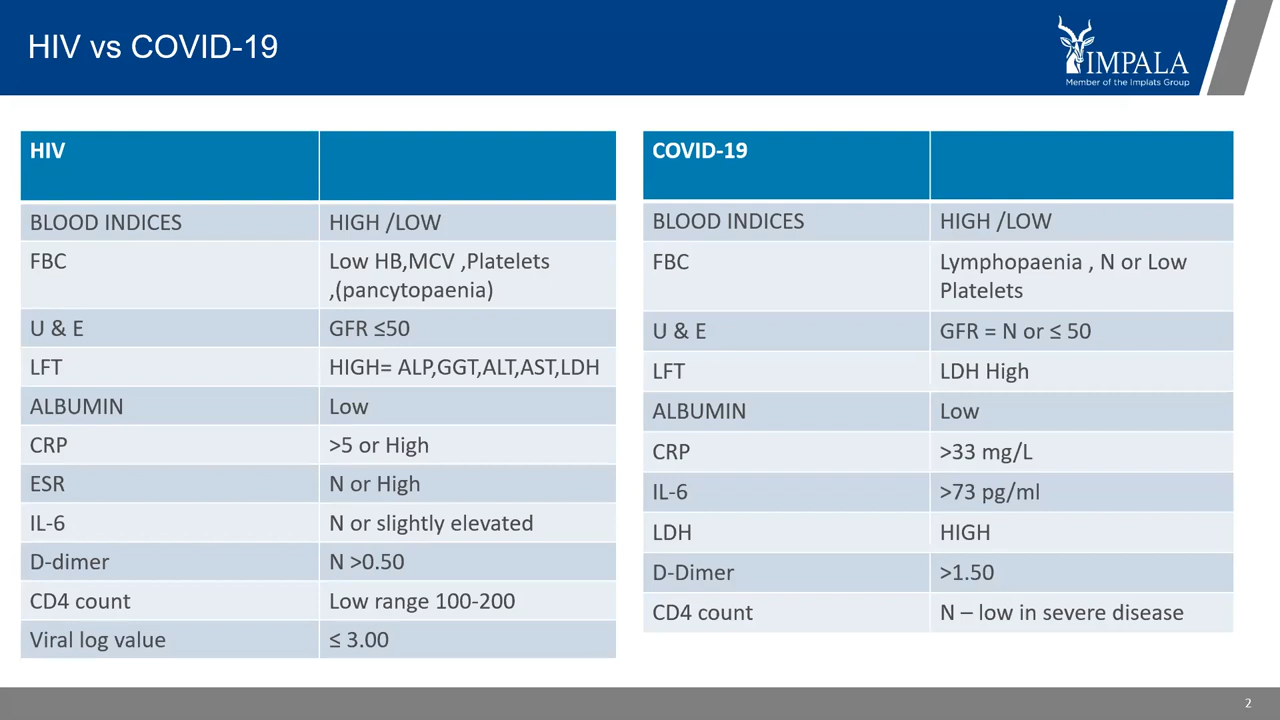 HIV vs COVID-19
IMPALA
Member of the Implats Group
HIV
BLOOD INDICES HIGH /LOW
FBC Low HB,MCV ,Platelets
,(pancytopaenia)
U & E GFR ≤50
LFT HIGH= ALP,GGT,ALT,AST,LDH
ALBUMIN Low
CRP >5 or High
ESR N or High
IL-6 N or slightly elevated
D-dimer N >0.50
CD4 count Low range 100-200
Viral log value ≤ 3.00
COVID-19
BLOOD INDICES HIGH /LOW
FBC Lymphopaenia , N or Low
Platelets
U & E GFR = N or ≤ 50
LFT LDH High
ALBUMIN Low
CRP >33 mg/L
IL-6 >73 pg/ml
LDH HIGH
D-Dimer >1.50
CD4 count N – low in severe disease
2